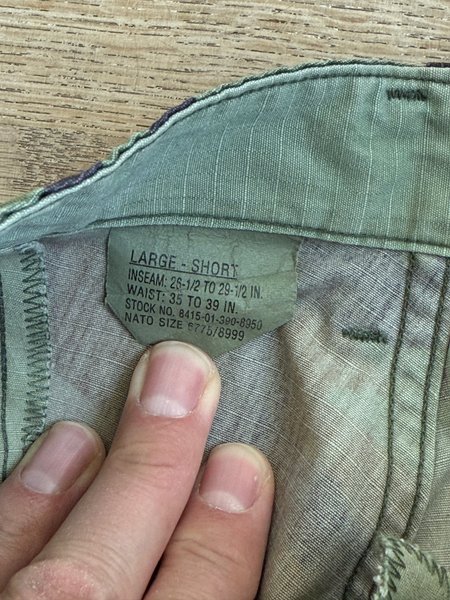 LARGE - SHORT
INSEAM: 26-1/2 TO 29-1/2 IN.
WAIST: 35 TO 39 IN.
STOCK NO. 8415-01-390-8950
NATO SIZE 6775/8999